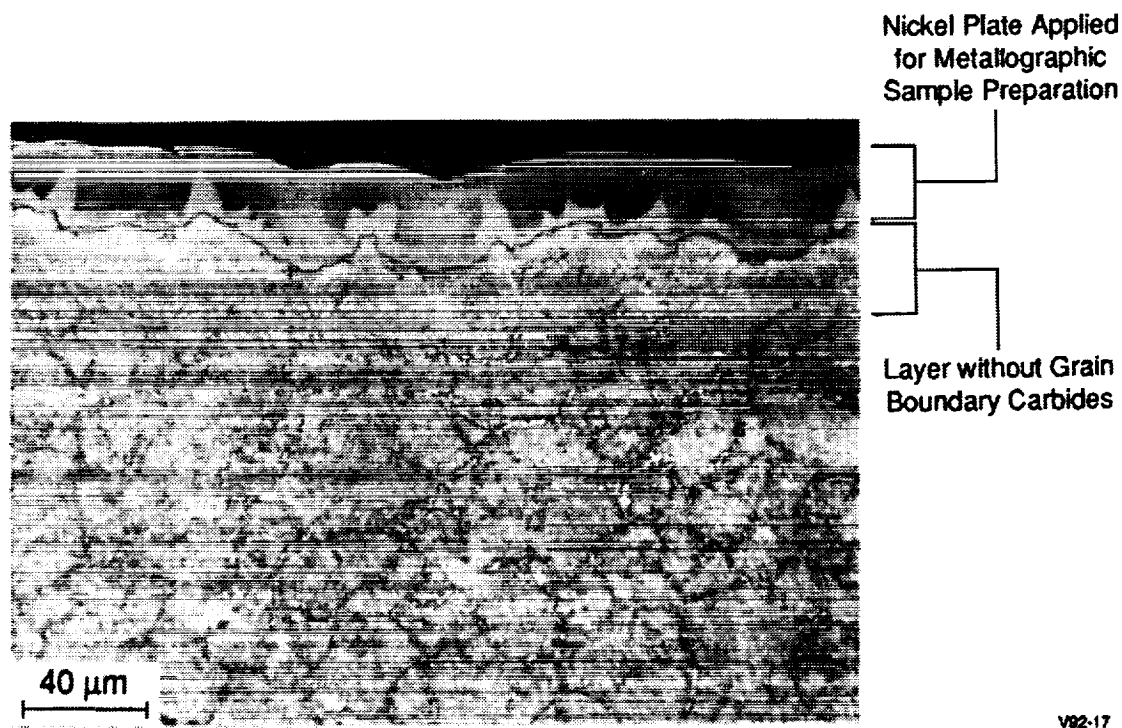 Nickel Plate Applied
for Metallographic
Sample Preparation
Layer without Grain
Boundary Carbides
40 µm
V92-17